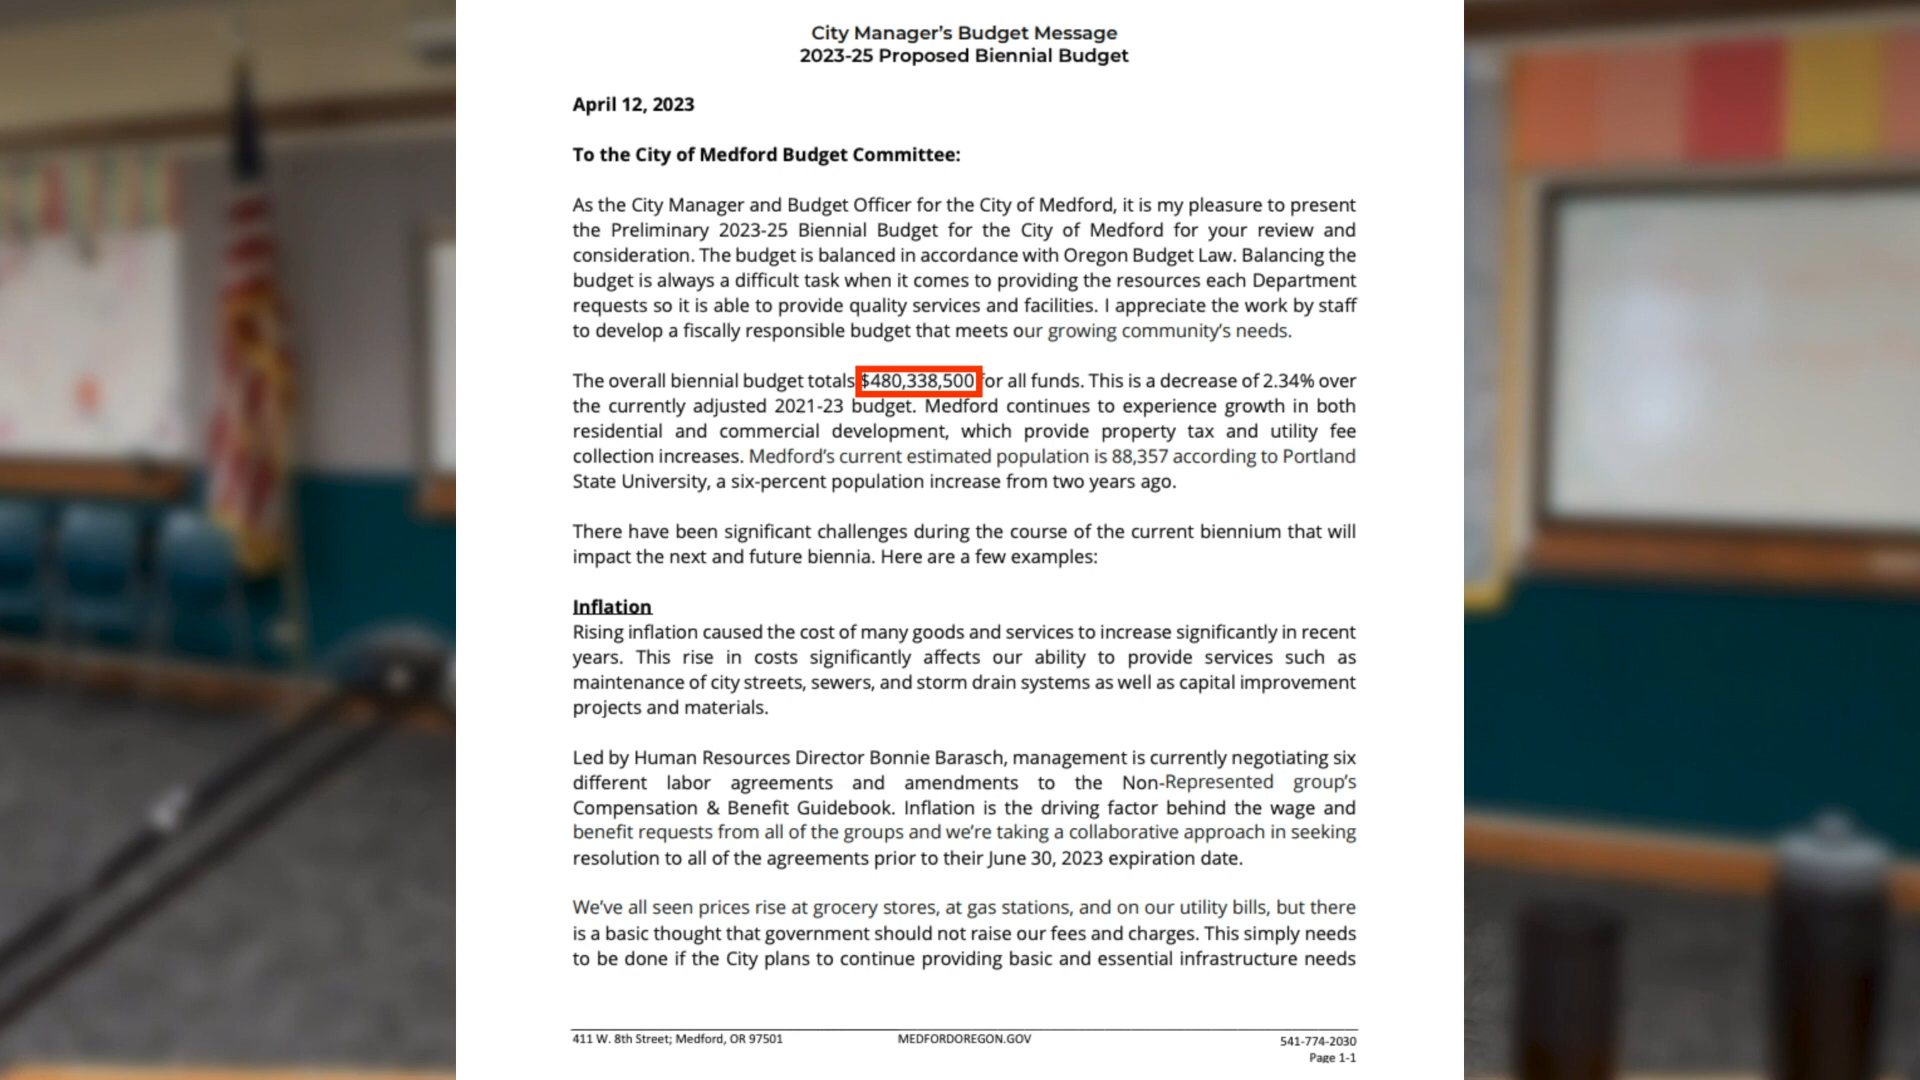 City Manager’s Budget Message
2023-25 Proposed Biennial Budget
April 12, 2023
To the City of Medford Budget Committee:
As the City Manager and Budget Officer for the City of Medford, it is my pleasure to present
the Preliminary 2023-25 Biennial Budget for the City of Medford for your review and
consideration. The budget is balanced in accordance with Oregon Budget Law. Balancing the
budget is always a difficult task when it comes to providing the resources each Department
requests so it is able to provide quality services and facilities. I appreciate the work by staff
to develop a fiscally responsible budget that meets our growing community’s needs.
The overall biennial budget totals $480,338,500 for all funds. This is a decrease of 2.34% over
the currently adjusted 2021-23 budget. Medford continues to experience growth in both
residential and commercial development, which provide property tax and utility fee
collection increases. Medford’s current estimated population is 88,357 according to Portland
State University, a six-percent population increase from two years ago.
There have been significant challenges during the course of the current biennium that will
impact the next and future biennia. Here are a few examples:
Inflation
Rising inflation caused the cost of many goods and services to increase significantly in recent
years. This rise in costs significantly affects our ability to provide services such as
maintenance of city streets, sewers, and storm drain systems as well as capital improvement
projects and materials.
Led by Human Resources Director Bonnie Barasch, management is currently negotiating six
different labor agreements and amendments to the Non-Represented group’s
Compensation & Benefit Guidebook. Inflation is the driving factor behind the wage and
benefit requests from all of the groups and we’re taking a collaborative approach in seeking
resolution to all of the agreements prior to their June 30, 2023 expiration date.
We’ve all seen prices rise at grocery stores, at gas stations, and on our utility bills, but there
is a basic thought that government should not raise our fees and charges. This simply needs
to be done if the City plans to continue providing basic and essential infrastructure needs
411 W. 8th Street; Medford, OR 97501
MEDFORDOREGON.GOV
541-774-2030
Page 1-1